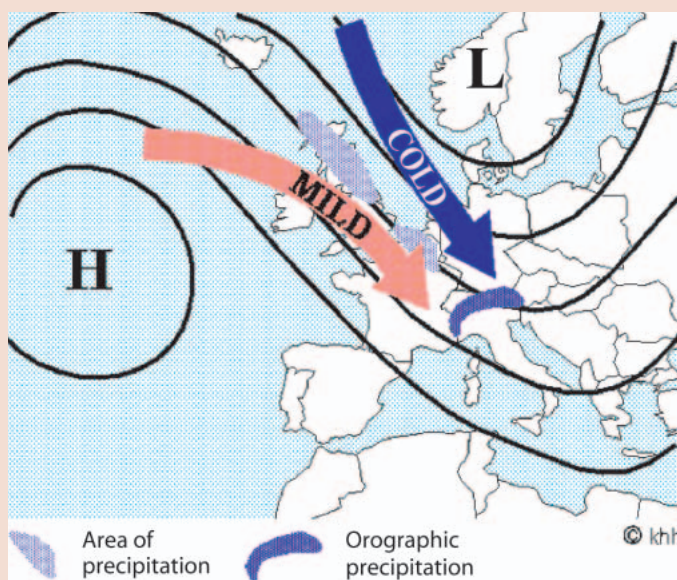 L
COLD
MILD
H
Area of
precipitation
Orographic
precipitation
© khh